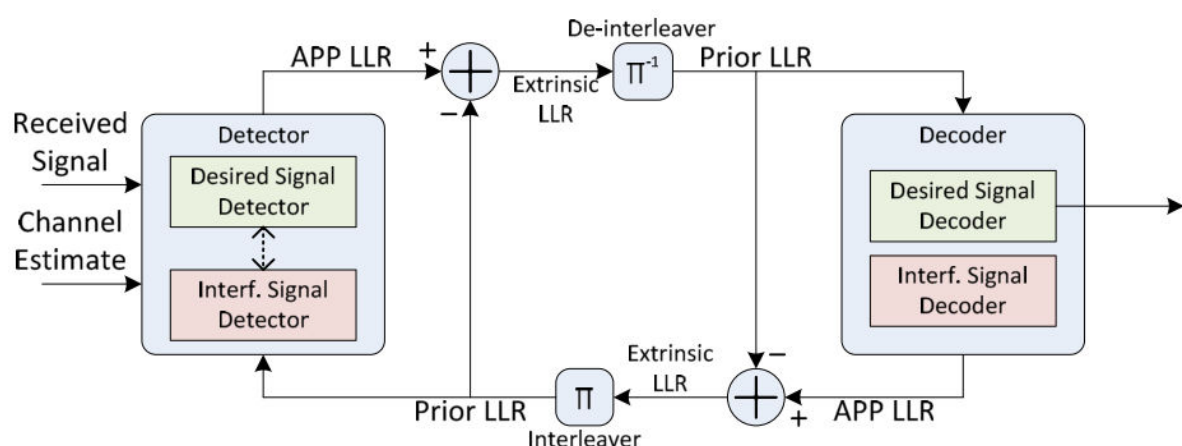 De-interleaver
APP LLR
+
Π⁻¹
Prior LLR
Extrinsic
LLR
−
Received
Signal
Channel
Estimate
Detector
Desired Signal
Detector
Interf. Signal
Detector
Decoder
Desired Signal
Decoder
Interf. Signal
Decoder
Extrinsic
LLR
−
Π
+
Prior LLR
APP LLR
Interleaver